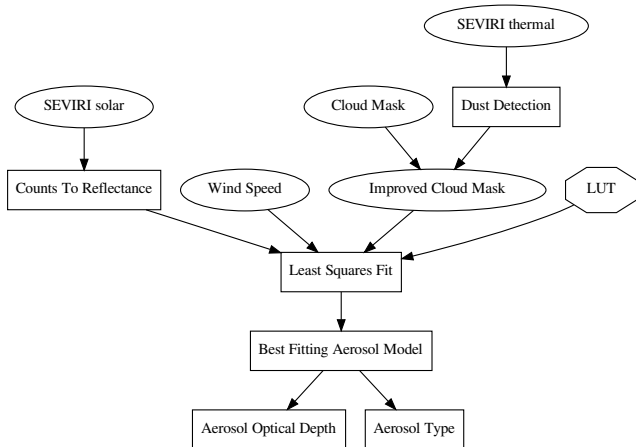 SEVIRI thermal
SEVIRI solar
Cloud Mask
Dust Detection
Counts To Reflectance
Wind Speed
Improved Cloud Mask
LUT
Least Squares Fit
Best Fitting Aerosol Model
Aerosol Optical Depth
Aerosol Type